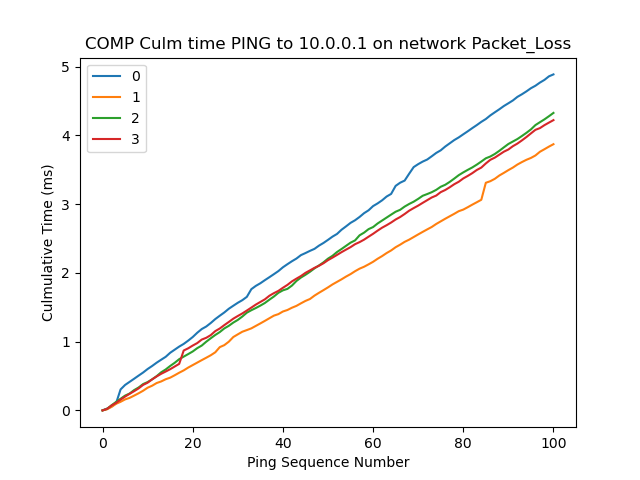 COMP Culm time PING to 10.0.0.1 on network Packet_Loss
0
1
2
3
5
4
3
2
1
0
Culmulative Time (ms)
0 20 40 60 80 100
Ping Sequence Number